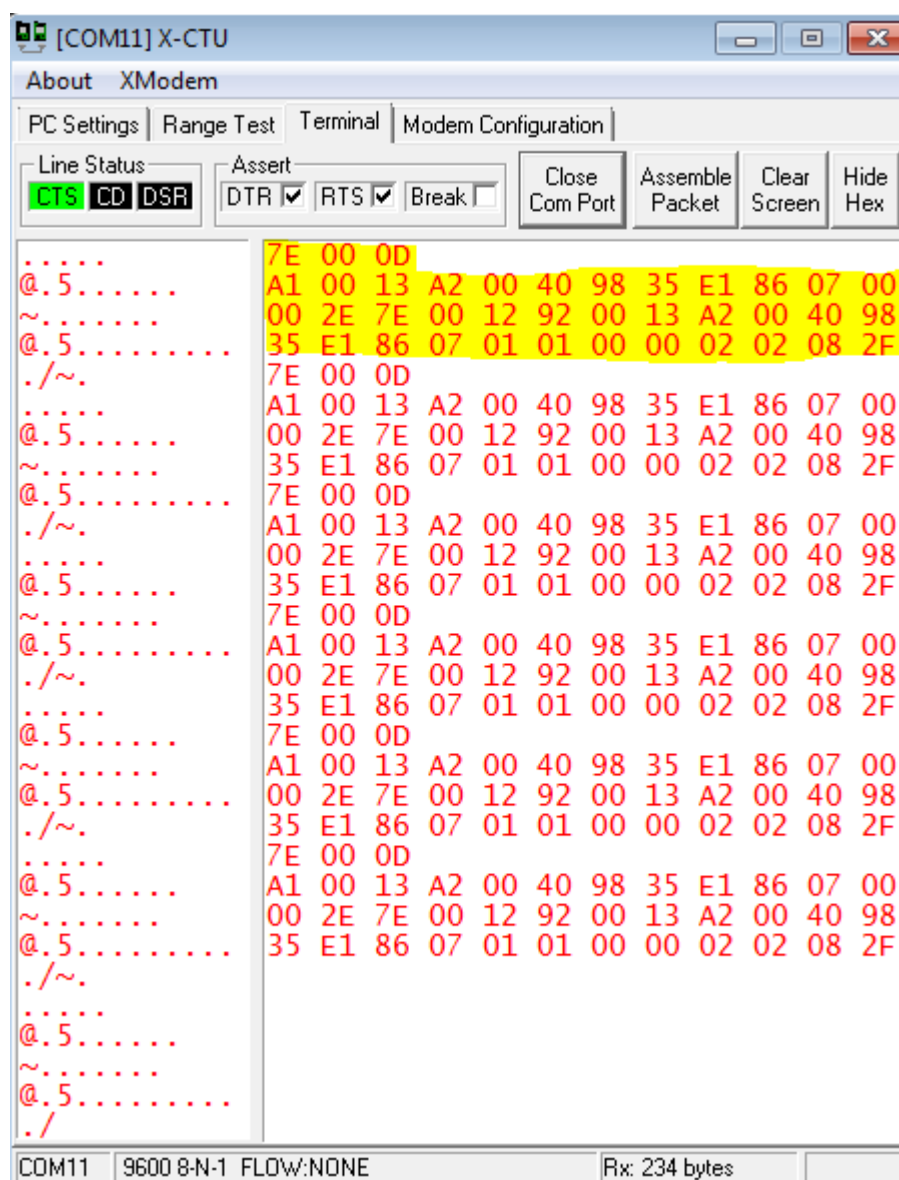 [COM11] X-CTU
About XModem
PC Settings Range Test Terminal Modem Configuration
Line Status Assert
CTS CD DSR DTR RTS Break Close Com Port Assemble Packet Clear Screen Hide Hex
.....
@.5......
~.......
@.5.........
./~.
.....
@.5......
~.......
@.5.........
./~.
.....
@.5......
~.......
@.5.........
./~.
.....
@.5......
~.......
@.5.........
./~.
.....
@.5......
~.......
@.5.........
./~.
.....
@.5......
~.......
@.5.........
./
7E 00 0D
A1 00 13 A2 00 40 98 35 E1 86 07 00
00 2E 7E 00 12 92 00 13 A2 00 40 98
35 E1 86 07 01 01 00 00 02 02 08 2F
7E 00 0D
A1 00 13 A2 00 40 98 35 E1 86 07 00
00 2E 7E 00 12 92 00 13 A2 00 40 98
35 E1 86 07 01 01 00 00 02 02 08 2F
7E 00 0D
A1 00 13 A2 00 40 98 35 E1 86 07 00
00 2E 7E 00 12 92 00 13 A2 00 40 98
35 E1 86 07 01 01 00 00 02 02 08 2F
7E 00 0D
A1 00 13 A2 00 40 98 35 E1 86 07 00
00 2E 7E 00 12 92 00 13 A2 00 40 98
35 E1 86 07 01 01 00 00 02 02 08 2F
7E 00 0D
A1 00 13 A2 00 40 98 35 E1 86 07 00
00 2E 7E 00 12 92 00 13 A2 00 40 98
35 E1 86 07 01 01 00 00 02 02 08 2F
7E 00 0D
A1 00 13 A2 00 40 98 35 E1 86 07 00
00 2E 7E 00 12 92 00 13 A2 00 40 98
35 E1 86 07 01 01 00 00 02 02 08 2F
COM11 9600 8-N-1 FLOW:NONE Rx: 234 bytes